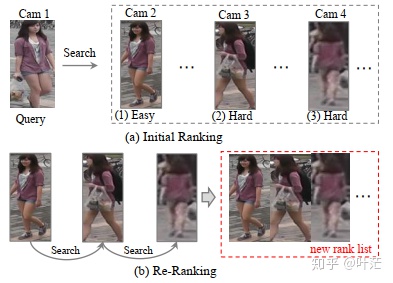 Cam 1
Cam 2
Cam 3
Cam 4
Search
...
...
Query
(1) Easy
(2) Hard
(3) Hard
(a) Initial Ranking
...
Search
Search
new rank list
(b) Re-Ranking
知乎 @叶茫